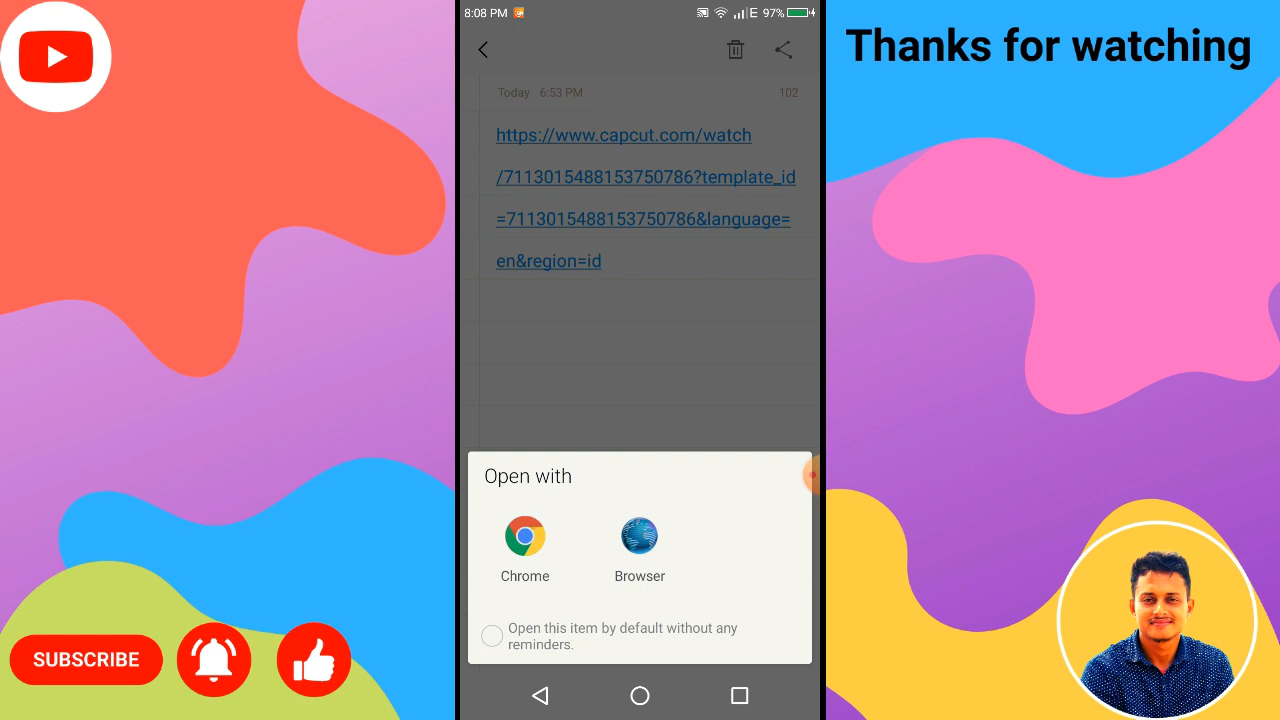 SUBSCRIBE
8:08 PM
E 97%
Today 6:53 PM 102
https://www.capcut.com/watch
/7113015488153750786?template_id
=7113015488153750786&language=
en&region=id
Open with
Chrome
Browser
Open this item by default without any
reminders.
Thanks for watching